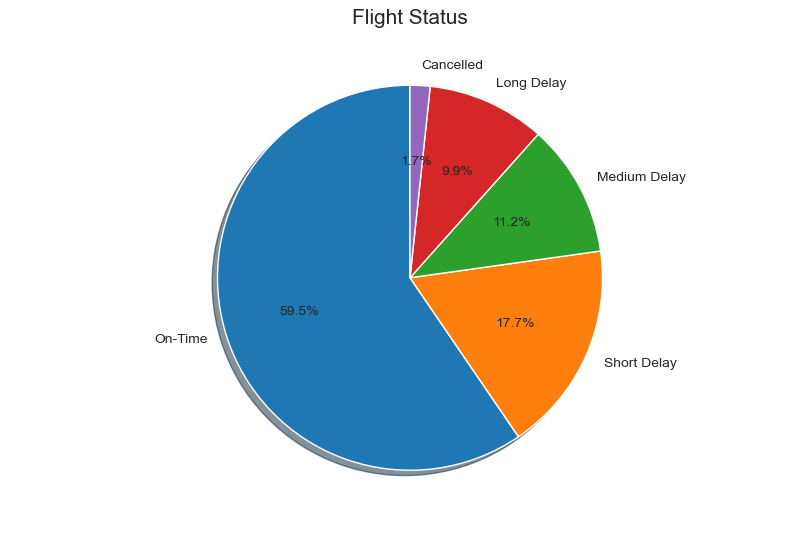 Flight Status
Cancelled
Long Delay
1.7%
9.9%
Medium Delay
11.2%
59.5%
17.7%
On-Time
Short Delay